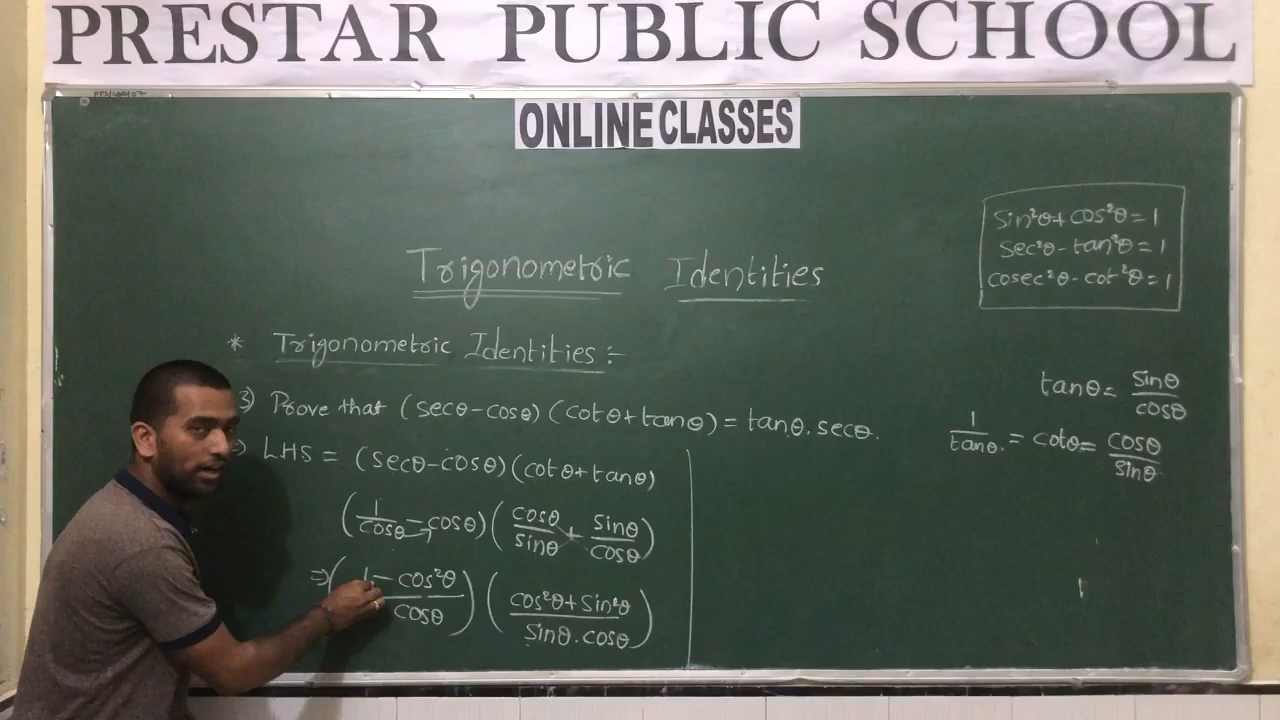 PRESTAR PUBLIC SCHOOL
ONLINE CLASSES
Trigonometric Identities
sin²θ + cos²θ = 1
sec²θ - tan²θ = 1
cosec²θ - cot²θ = 1
* Trigonometric Identities :-
3) Prove that (secθ - cosθ) (cotθ + tanθ) = tanθ . secθ.
LHS = (secθ - cosθ) (cotθ + tanθ)
(1/cosθ - cosθ) (cosθ/sinθ + sinθ/cosθ)
⇒ (1 - cos²θ / cosθ) (cos²θ + sin²θ / sinθ . cosθ)
tanθ = sinθ/cosθ
1/tanθ. = cotθ = cosθ/sinθ